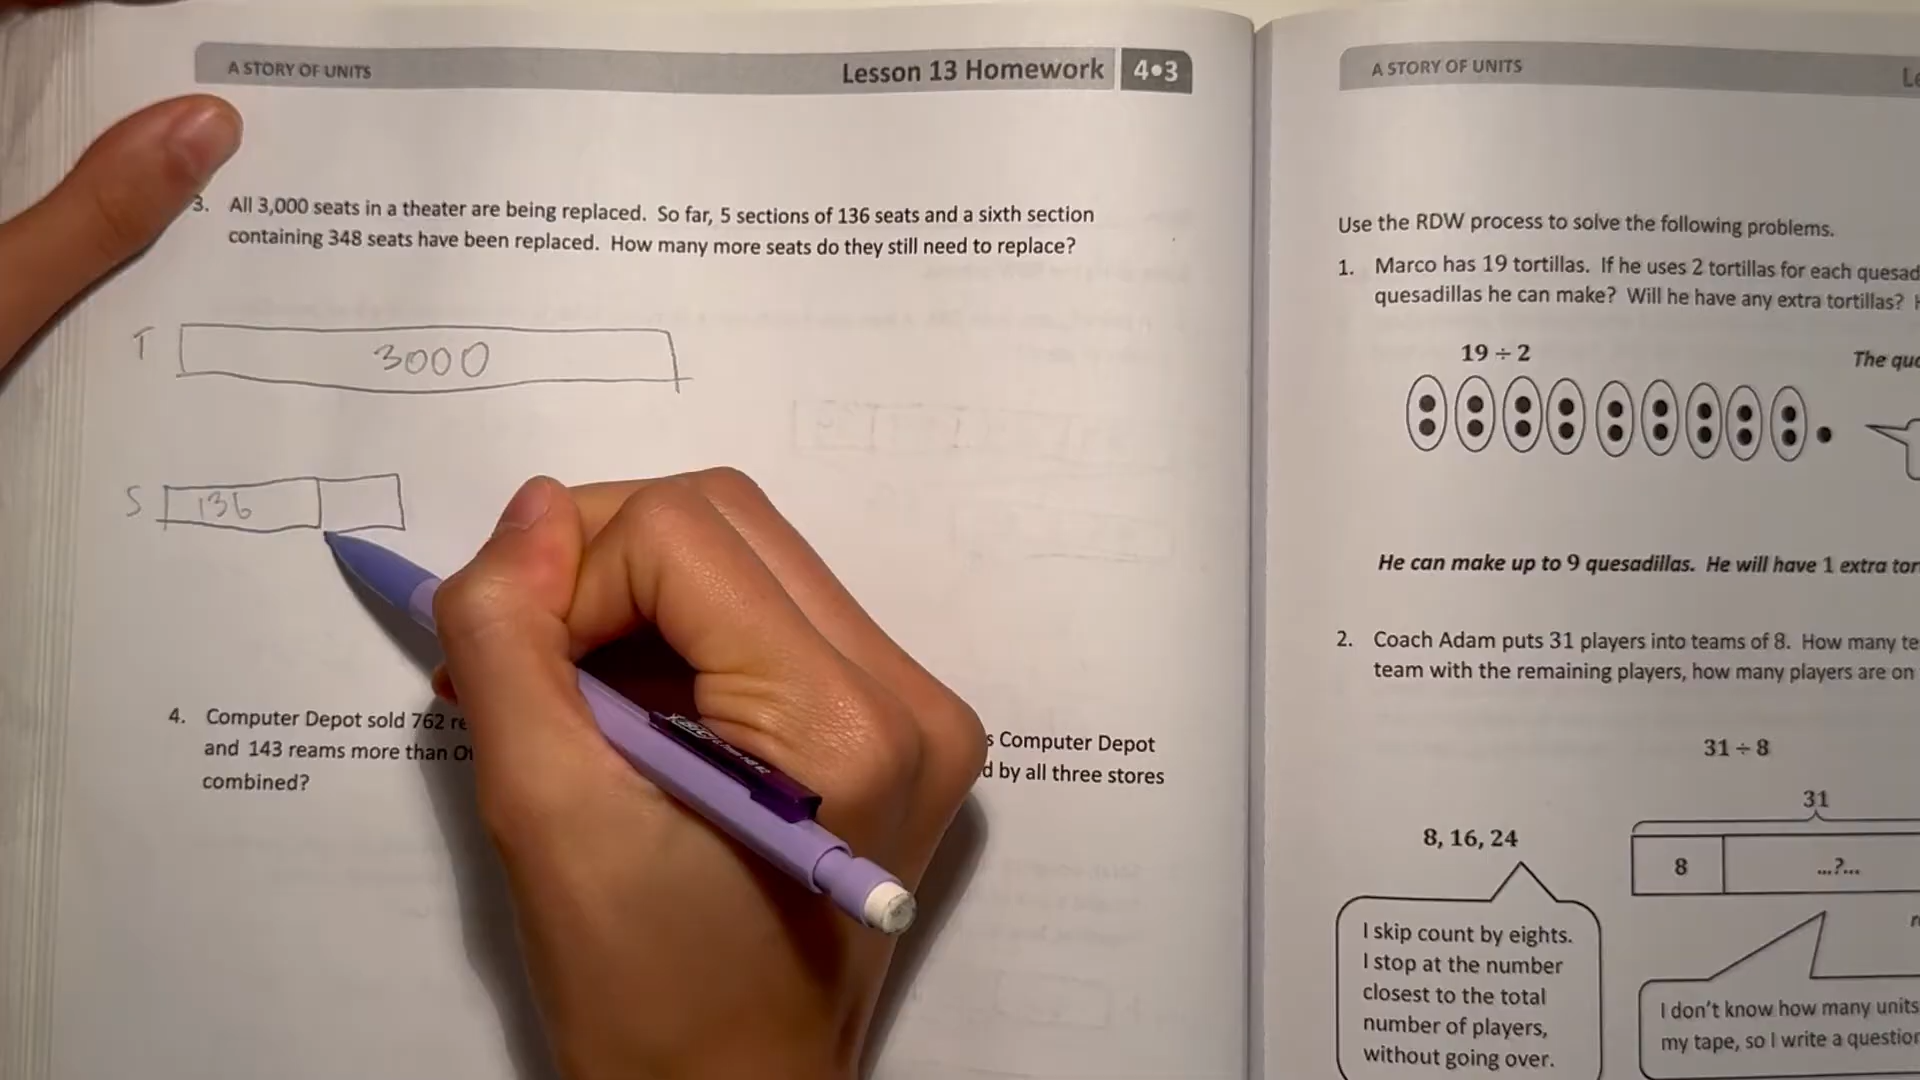 A STORY OF UNITS
Lesson 13 Homework 4•3
3. All 3,000 seats in a theater are being replaced. So far, 5 sections of 136 seats and a sixth section
containing 348 seats have been replaced. How many more seats do they still need to replace?
T 3000
S 136
4. Computer Depot sold 762
s Computer Depot
and 143 reams more than
d by all three stores
combined?
A STORY OF UNITS
Use the RDW process to solve the following problems.
1. Marco has 19 tortillas. If he uses 2 tortillas for each quesad
quesadillas he can make? Will he have any extra tortillas?
19 ÷ 2
The quo
He can make up to 9 quesadillas. He will have 1 extra tor
2. Coach Adam puts 31 players into teams of 8. How many te
team with the remaining players, how many players are on
31 ÷ 8
31
8, 16, 24
8 ...?...
I skip count by eights.
I stop at the number
closest to the total
number of players,
without going over.
I don't know how many units
my tape, so I write a question